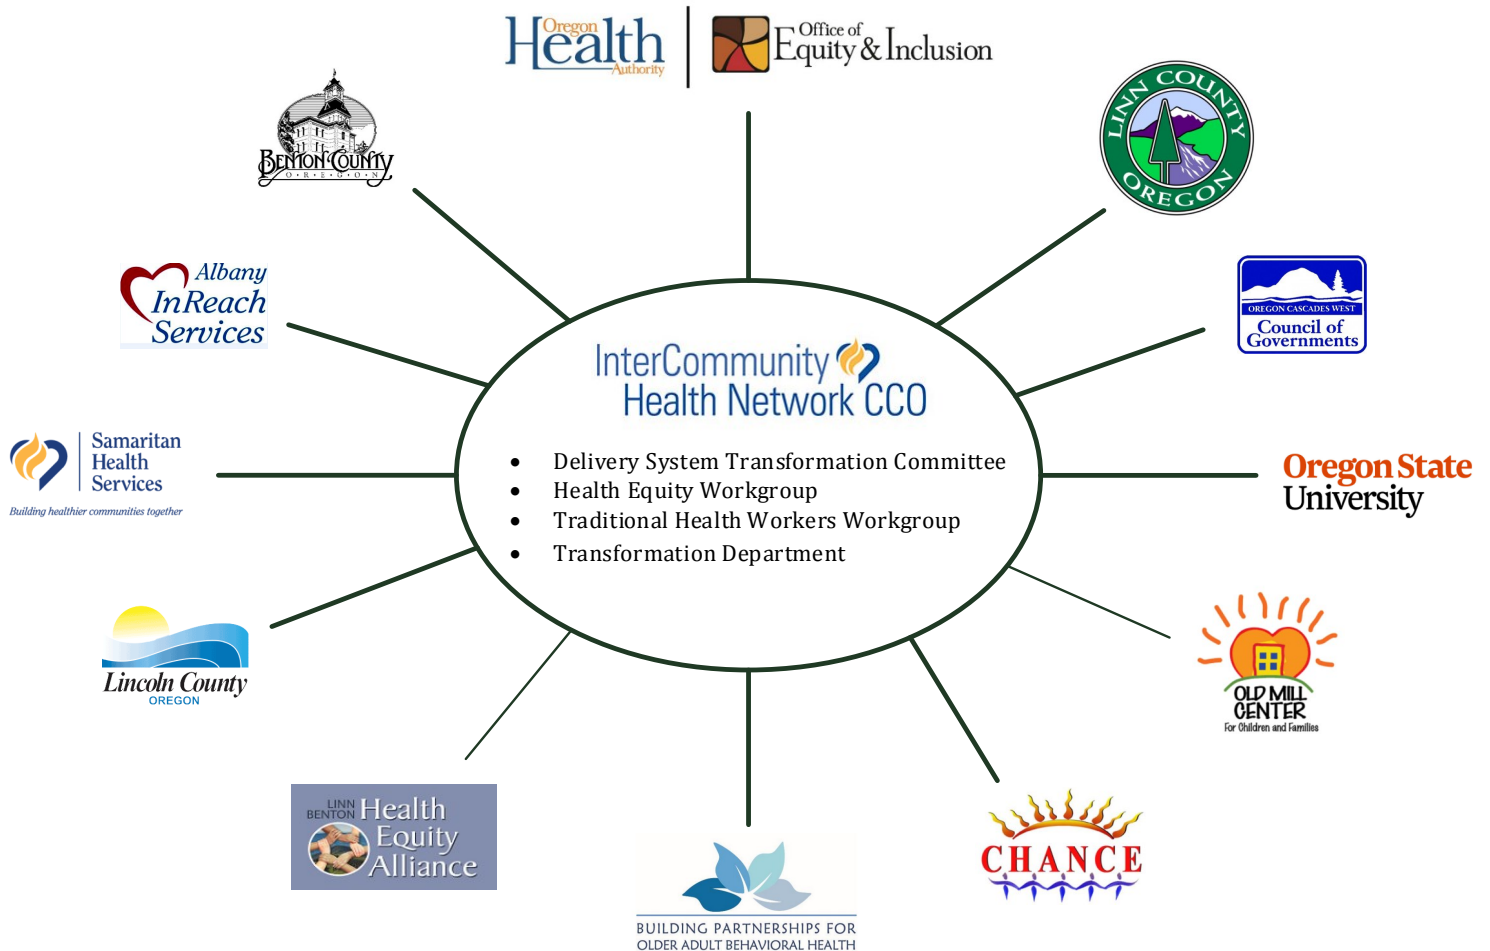 Oregon
Health
Authority
Office of
Equity & Inclusion
BENTON COUNTY
O·R·E·G·O·N
LINN COUNTY
OREGON
Albany
InReach
Services
OREGON CASCADES WEST
Council of
Governments
InterCommunity
Health Network CCO
• Delivery System Transformation Committee
• Health Equity Workgroup
• Traditional Health Workers Workgroup
• Transformation Department
Samaritan
Health
Services
Building healthier communities together
Oregon State
University
Lincoln County
OREGON
OLD MILL
CENTER
For Children and Families
LINN
BENTON
Health
Equity
Alliance
CHANCE
BUILDING PARTNERSHIPS FOR
OLDER ADULT BEHAVIORAL HEALTH